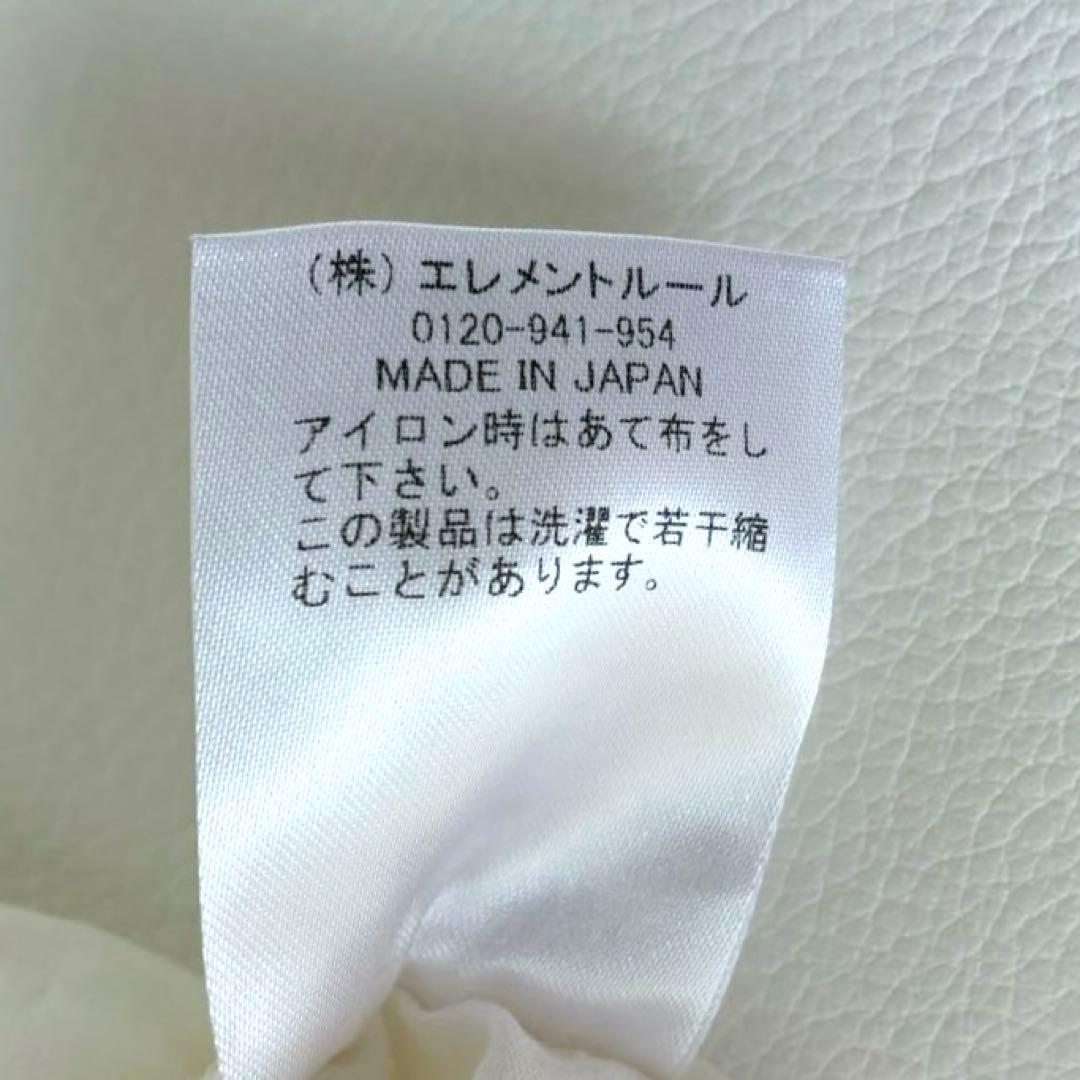 (株)エレメントルール
0120-941-954
MADE IN JAPAN
アイロン時はあて布をし
て下さい。
この製品は洗濯で若干縮
むことがあります。